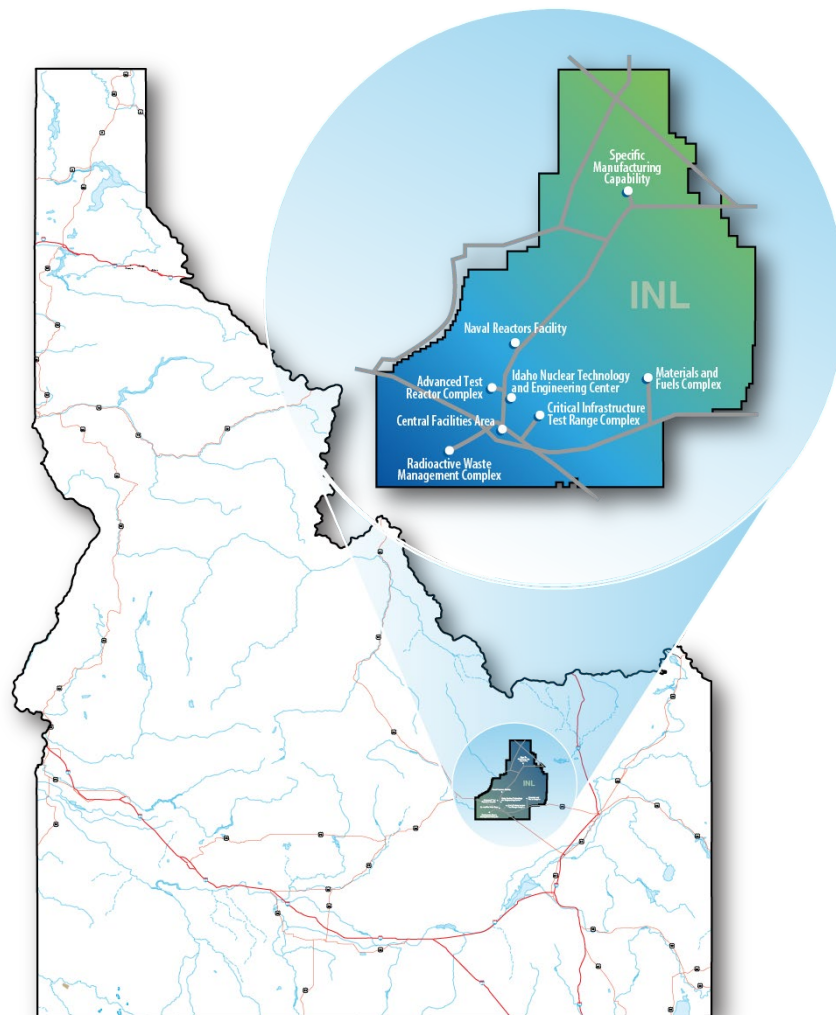 Specific
Manufacturing
Capability
INL
Naval Reactors Facility
Advanced Test
Reactor Complex
Idaho Nuclear Technology
and Engineering Center
Materials and
Fuels Complex
Critical Infrastructure
Test Range Complex
Central Facilities Area
Radioactive Waste
Management Complex
INL